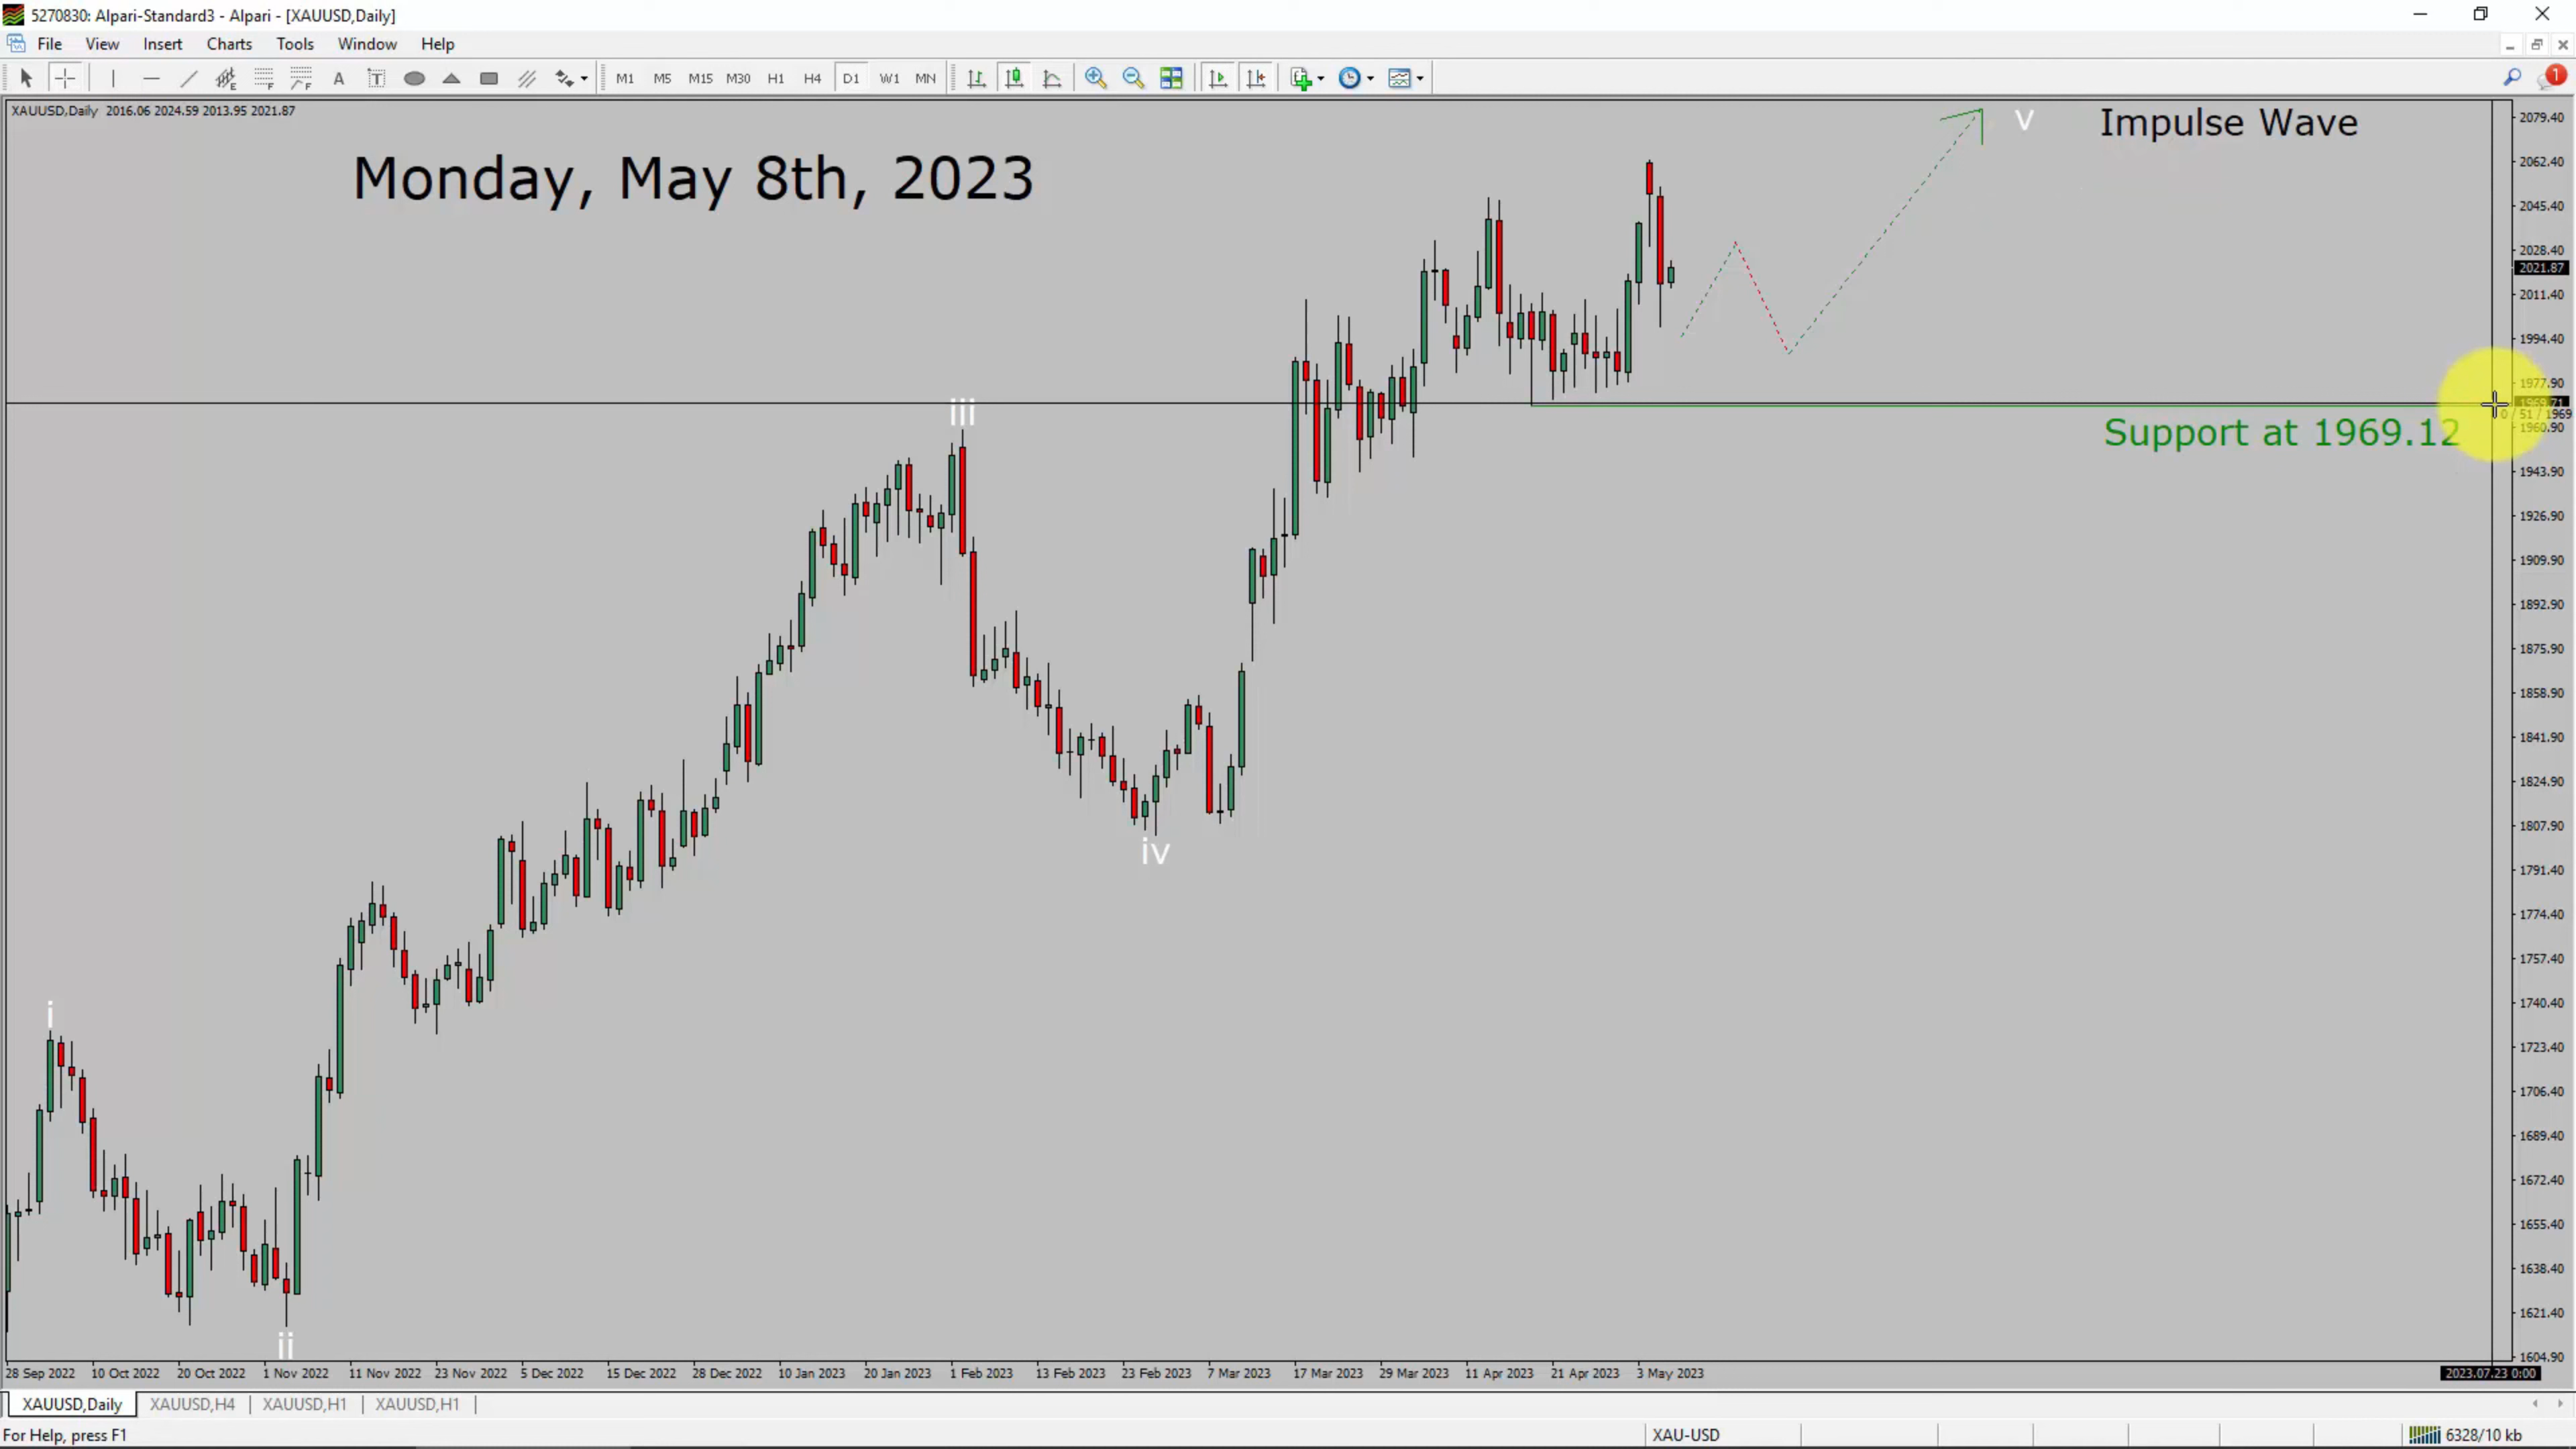 5270830: Alpari-Standard3 - Alpari - [XAUUSD,Daily]
File View Insert Charts Tools Window Help
A T M1 M5 M15 M30 H1 H4 D1 W1 MN 1
XAUUSD,Daily 2016.06 2024.59 2013.95 2021.87
Monday, May 8th, 2023
v
Impulse Wave
2079.40
2062.40
2045.40
2028.40
2021.87
2011.40
1994.40
1977.90
1969.71
0 / 51 / 1969
iii
Support at 1969.12
1960.90
1943.90
1926.90
1909.90
1892.90
1875.90
1858.90
1841.90
1824.90
1807.90
iv
1791.40
1774.40
1757.40
1740.40
i
1723.40
1706.40
1689.40
1672.40
1655.40
1638.40
1621.40
ii
1604.90
28 Sep 2022 10 Oct 2022 20 Oct 2022 1 Nov 2022 11 Nov 2022 23 Nov 2022 5 Dec 2022 15 Dec 2022 28 Dec 2022 10 Jan 2023 20 Jan 2023 1 Feb 2023 13 Feb 2023 23 Feb 2023 7 Mar 2023 17 Mar 2023 29 Mar 2023 11 Apr 2023 21 Apr 2023 3 May 2023 2023.07.23 0:00
XAUUSD,Daily XAUUSD,H4 XAUUSD,H1 XAUUSD,H1
For Help, press F1 XAU-USD 6328/10 kb